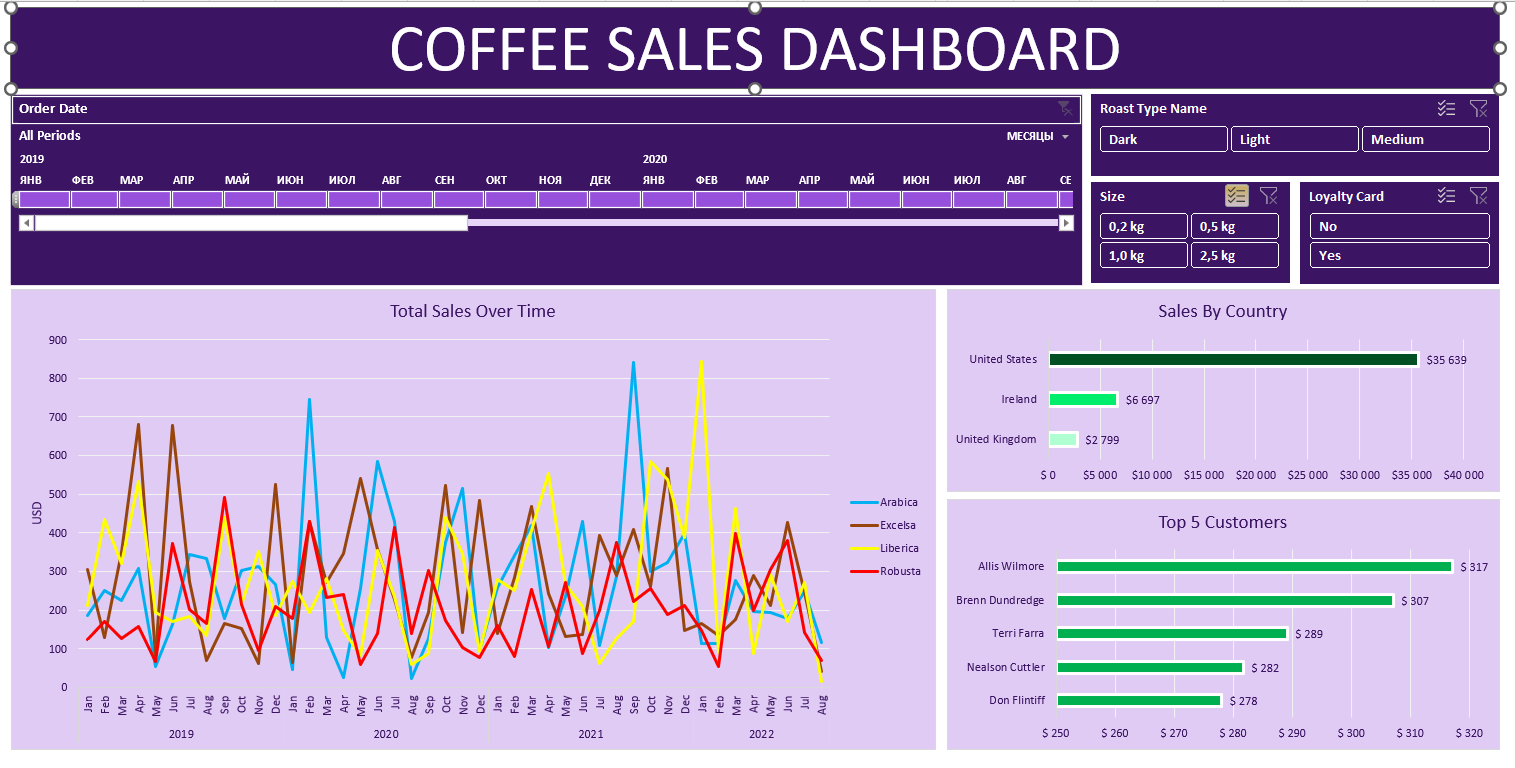 COFFEE SALES DASHBOARD
Order Date
All Periods МЕСЯЦЫ
2019 2020
ЯНВ ФЕВ МАР АПР МАЙ ИЮН ИЮЛ АВГ СЕН ОКТ НОЯ ДЕК ЯНВ ФЕВ МАР АПР МАЙ ИЮН ИЮЛ АВГ СЕ
Roast Type Name
Dark Light Medium
Size
0,2 kg 0,5 kg
1,0 kg 2,5 kg
Loyalty Card
No
Yes
Total Sales Over Time
900
800
700
600
500
400
300
200
100
0
USD
Jan Feb Mar Apr May Jun Jul Aug Sep Oct Nov Dec Jan Feb Mar Apr May Jun Jul Aug Sep Oct Nov Dec Jan Feb Mar Apr May Jun Jul Aug Sep Oct Nov Dec Jan Feb Mar Apr May Jun Jul Aug
2019 2020 2021 2022
Arabica
Excelsa
Liberica
Robusta
Sales By Country
United States $35 639
Ireland $6 697
United Kingdom $2 799
$ 0 $5 000 $10 000 $15 000 $20 000 $25 000 $30 000 $35 000 $40 000
Top 5 Customers
Allis Wilmore $ 317
Brenn Dundredge $ 307
Terri Farra $ 289
Nealson Cuttler $ 282
Don Flintiff $ 278
$ 250 $ 260 $ 270 $ 280 $ 290 $ 300 $ 310 $ 320